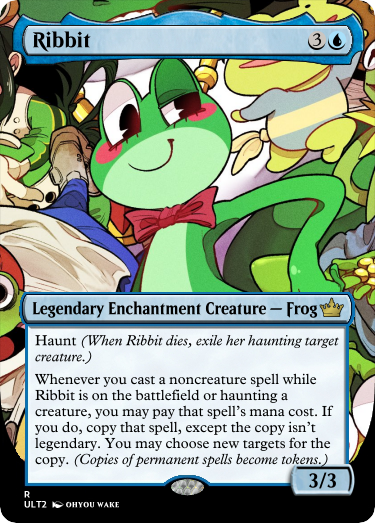 Ribbit 3
Legendary Enchantment Creature — Frog
Haunt (When Ribbit dies, exile her haunting target
creature.)
Whenever you cast a noncreature spell while
Ribbit is on the battlefield or haunting a
creature, you may pay that spell's mana cost. If
you do, copy that spell, except the copy isn't
legendary. You may choose new targets for the
copy. (Copies of permanent spells become tokens.)
3/3
R
ULT2 OHYOU WAKE